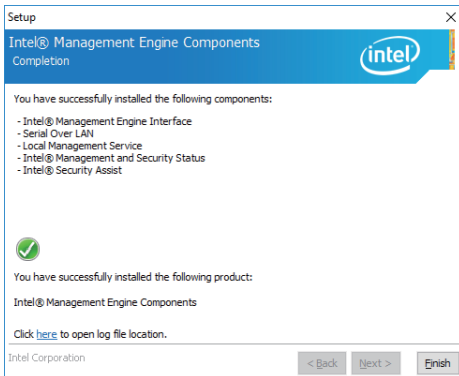 Setup
Intel® Management Engine Components
Completion
intel
You have successfully installed the following components:
- Intel® Management Engine Interface
- Serial Over LAN
- Local Management Service
- Intel® Management and Security Status
- Intel® Security Assist
You have successfully installed the following product:
Intel® Management Engine Components
Click here to open log file location.
Intel Corporation
< Back Next > Finish